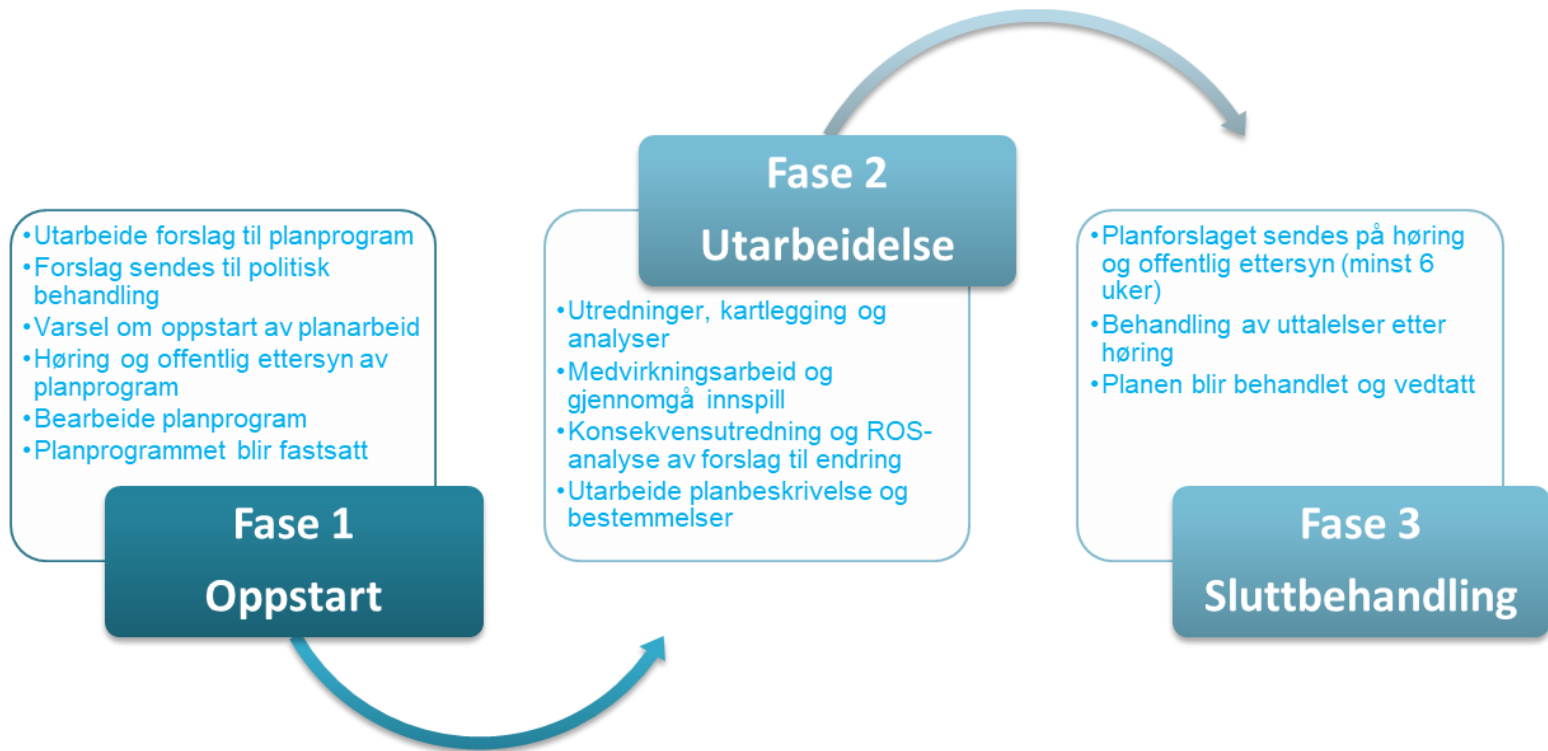 •Utarbeide forslag til planprogram
•Forslag sendes til politisk
behandling
•Varsel om oppstart av planarbeid
•Høring og offentlig ettersyn av
planprogram
•Bearbeide planprogram
•Planprogrammet blir fastsatt
Fase 1
Oppstart
Fase 2
Utarbeidelse
•Utredninger, kartlegging og
analyser
•Medvirkningsarbeid og
gjennomgå innspill
•Konsekvensutredning og ROS-
analyse av forslag til endring
•Utarbeide planbeskrivelse og
bestemmelser
•Planforslaget sendes på høring
og offentlig ettersyn (minst 6
uker)
•Behandling av uttalelser etter
høring
•Planen blir behandlet og vedtatt
Fase 3
Sluttbehandling